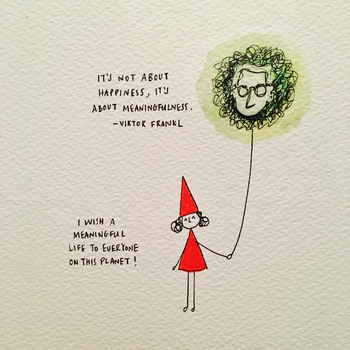 IT'S NOT ABOUT
HAPPINESS, IT'S
ABOUT MEANINGFULNESS.
-VIKTOR FRANKL
I WISH A
MEANINGFUL
LIFE TO EVERYONE
ON THIS PLANET!